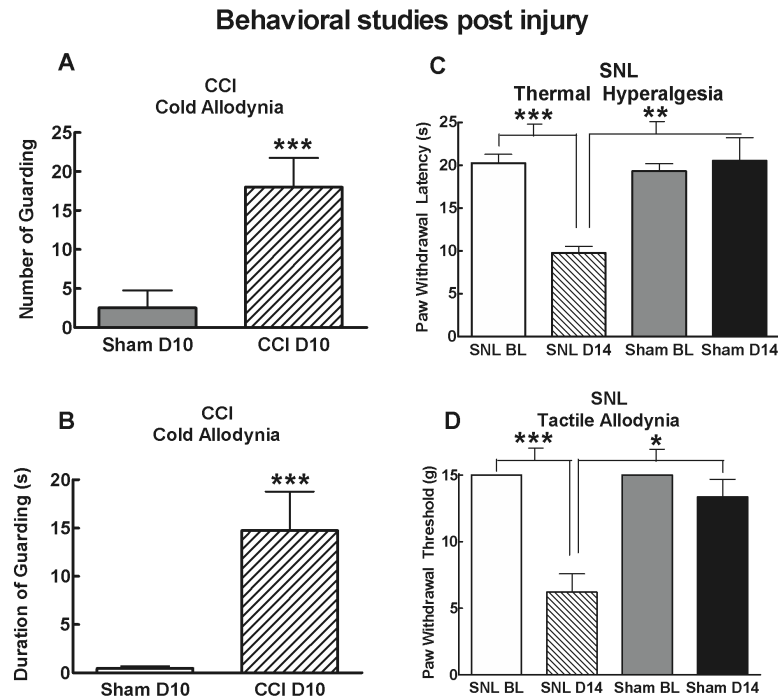 Behavioral studies post injury
A
CCI
Cold Allodynia
Number of Guarding
25
20
15
10
5
0
***
Sham D10 CCI D10
B
CCI
Cold Allodynia
Duration of Guarding (s)
20
15
10
5
0
***
Sham D10 CCI D10
C
SNL
Thermal Hyperalgesia
Paw Withdrawal Latency (s)
25
20
15
10
5
0
*** **
SNL BL SNL D14 Sham BL Sham D14
D
SNL
Tactile Allodynia
Paw Withdrawal Threshold (g)
15
10
5
0
*** *
SNL BL SNL D14 Sham BL Sham D14